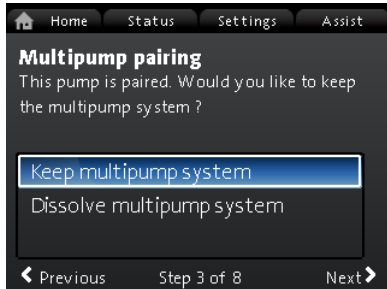 Home Status Settings Assist
Multipump pairing
This pump is paired. Would you like to keep
the multipump system ?
Keep multipump system
Dissolve multipump system
Previous Step 3 of 8 Next